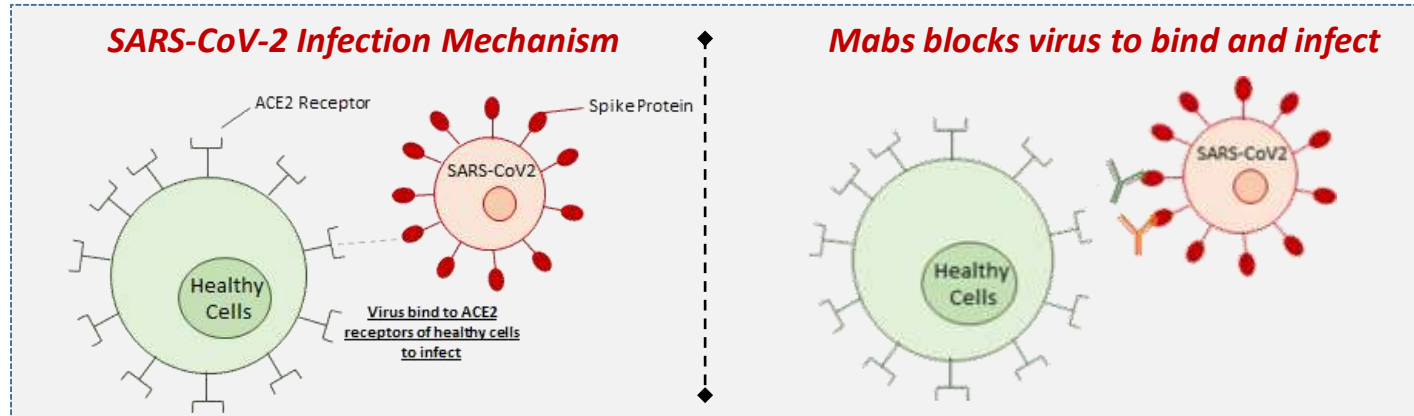 SARS-CoV-2 Infection Mechanism
ACE2 Receptor
Spike Protein
SARS-CoV2
Healthy
Cells
Virus bind to ACE2
receptors of healthy cells
to infect
Mabs blocks virus to bind and infect
SARS-CoV2
Healthy
Cells